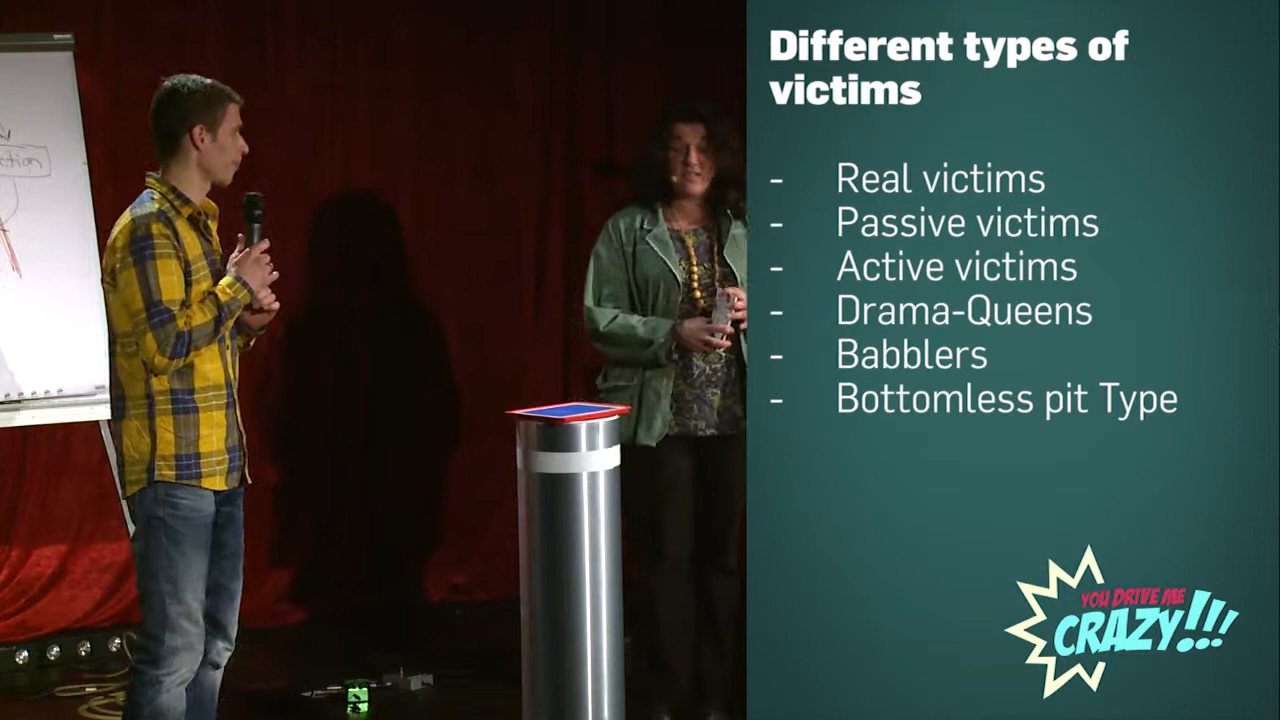 ction
Different types of
victims
- Real victims
- Passive victims
- Active victims
- Drama-Queens
- Babblers
- Bottomless pit Type
YOU DRIVE ME
CRAZY!!!